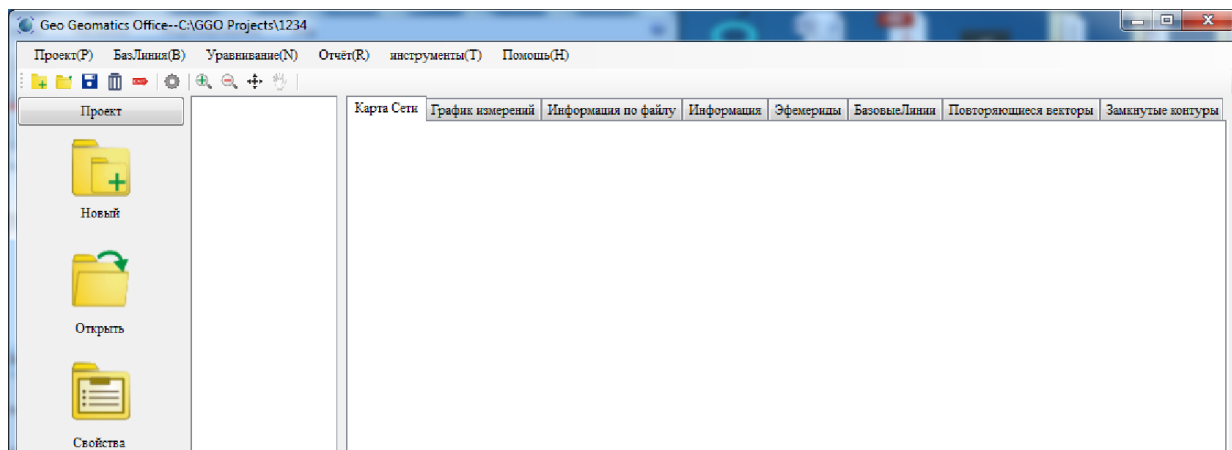 Geo Geomatics Office--C:\GGO Projects\1234
Проект(P) БазЛиния(B) Уравнивание(N) Отчёт(R) инструменты(T) Помощь(H)
Проект
Карта Сети График измерений Информация по файлу Информация Эфемериды БазовыеЛинии Повторяющиеся векторы Замкнутые контуры
Новый
Открыть
Свойства